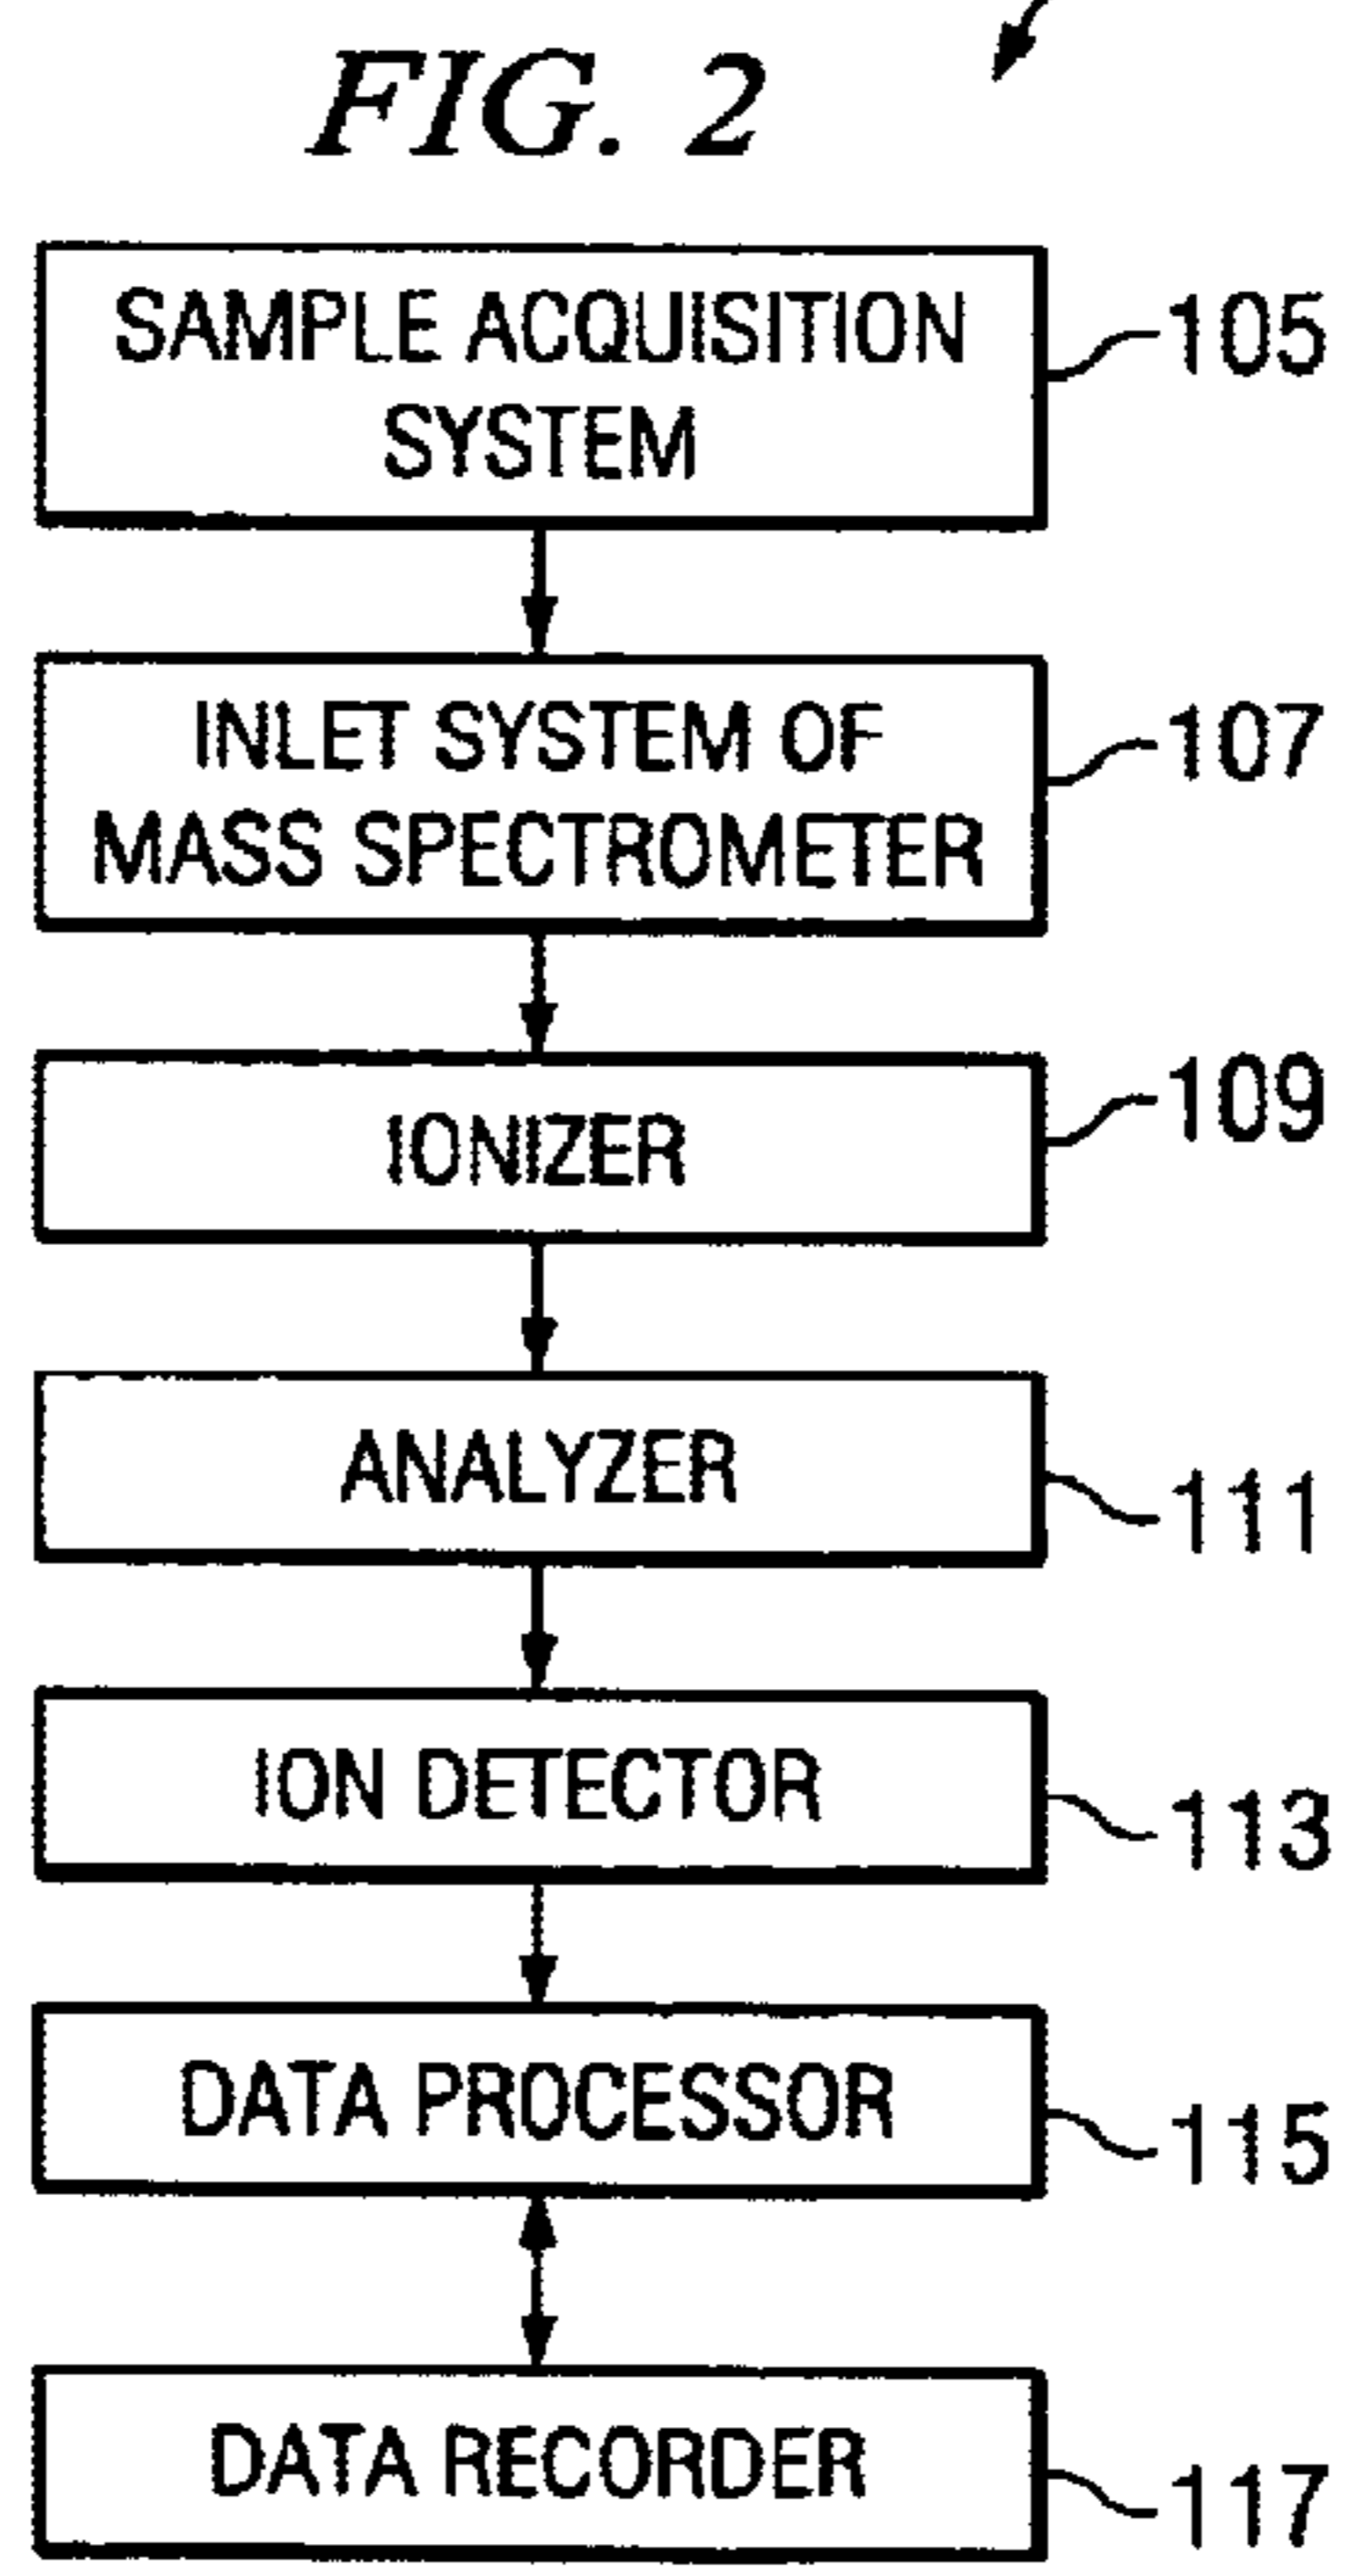 FIG. 2
SAMPLE ACQUISITION
SYSTEM
105
INLET SYSTEM OF
MASS SPECTROMETER
107
IONIZER
109
ANALYZER
111
ION DETECTOR
113
DATA PROCESSOR
115
DATA RECORDER
117